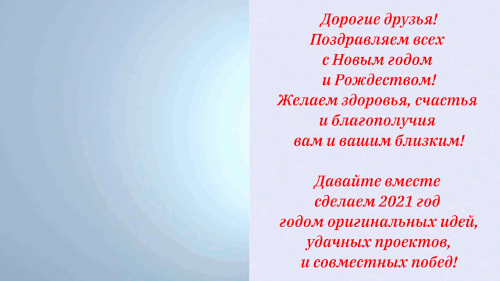 Дорогие друзья!
Поздравляем всех
с Новым годом
и Рождеством!
Желаем здоровья, счастья
и благополучия
вам и вашим близким!
Давайте вместе
сделаем 2021 год
годом оригинальных идей,
удачных проектов,
и совместных побед!